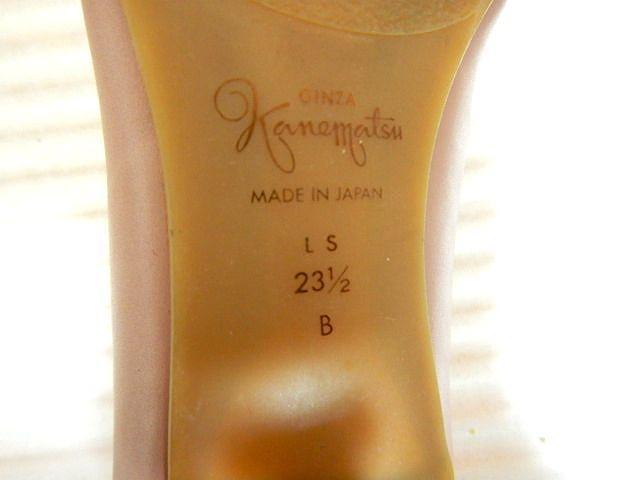 GINZA
Kanematsu
MADE IN JAPAN
L S
23½
B